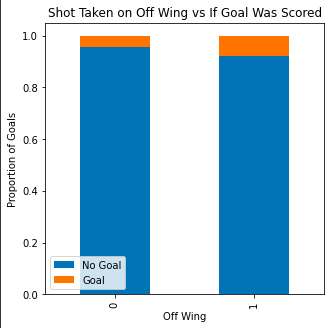 Shot Taken on Off Wing vs If Goal Was Scored
1.0
0.8
0.6
0.4
0.2
0.0
Proportion of Goals
No Goal
Goal
0
1
Off Wing